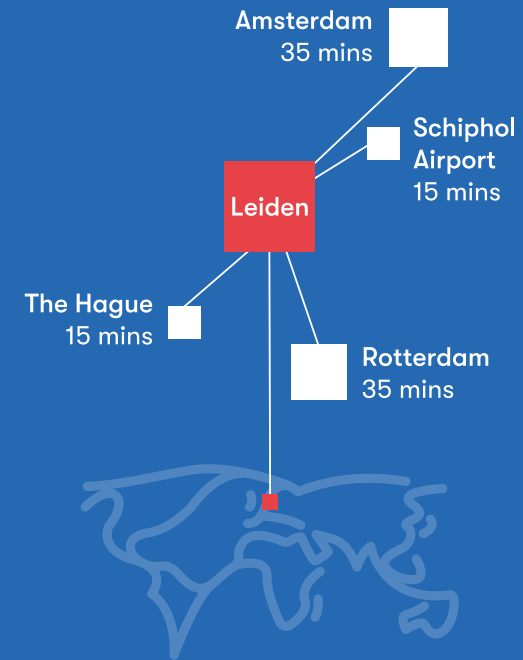 Amsterdam
35 mins
Schiphol
Airport
15 mins
Leiden
The Hague
15 mins
Rotterdam
35 mins